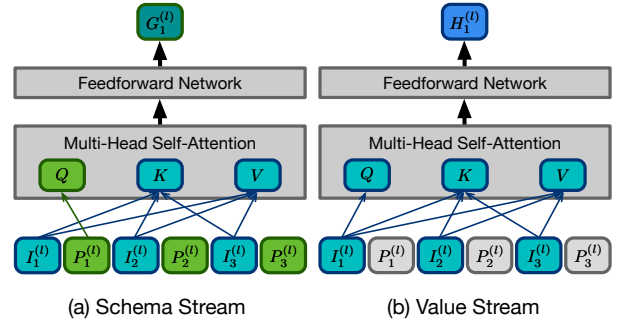 $G_1^{(l)}$ $H_1^{(l)}$
Feedforward Network Feedforward Network
Multi-Head Self-Attention Multi-Head Self-Attention
$Q$ $K$ $V$ $Q$ $K$ $V$
$I_1^{(l)}$ $P_1^{(l)}$ $I_2^{(l)}$ $P_2^{(l)}$ $I_3^{(l)}$ $P_3^{(l)}$ $I_1^{(l)}$ $P_1^{(l)}$ $I_2^{(l)}$ $P_2^{(l)}$ $I_3^{(l)}$ $P_3^{(l)}$
(a) Schema Stream (b) Value Stream